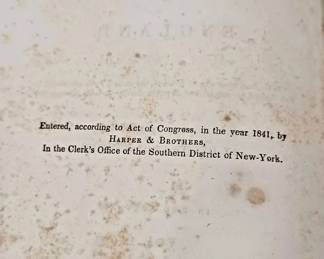 Entered, according to Act of Congress, in the year 1841, by
HARPER & BROTHERS,
In the Clerk's Office of the Southern District of New-York.